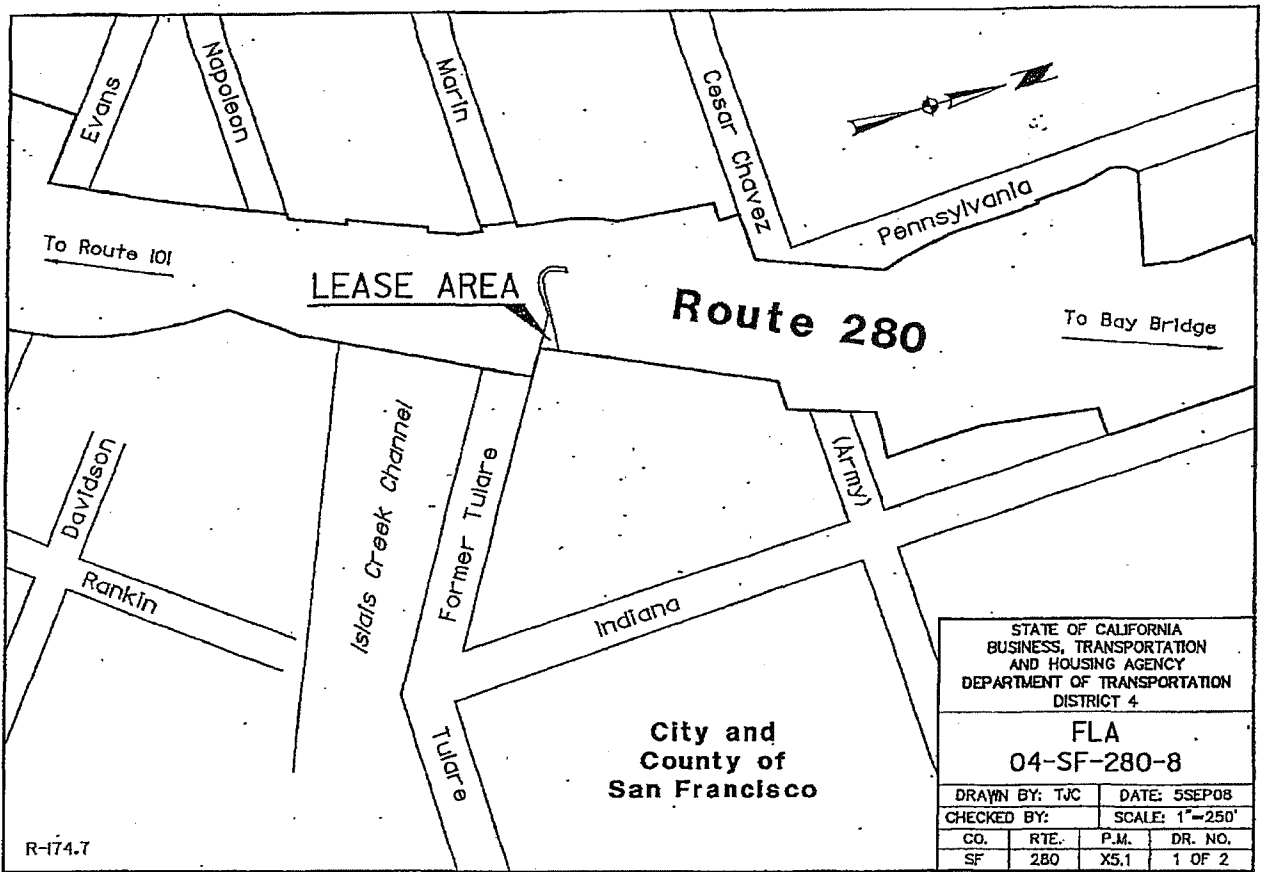 Evans
Napoleon
Marin
Cesar Chavez
Pennsylvania
To Route 101
LEASE AREA
Route 280
To Bay Bridge
Davidson
Rankin
Islais Creek Channel
Former Tulare
Tulare
Indiana
(Army)
City and
County of
San Francisco
STATE OF CALIFORNIA
BUSINESS, TRANSPORTATION
AND HOUSING AGENCY
DEPARTMENT OF TRANSPORTATION
DISTRICT 4
FLA
04-SF-280-8
DRAWN BY: TJC DATE: 5SEP08
CHECKED BY: SCALE: 1"=250'
CO. RTE. P.M. DR. NO.
SF 280 X5.1 1 OF 2
R-174.7